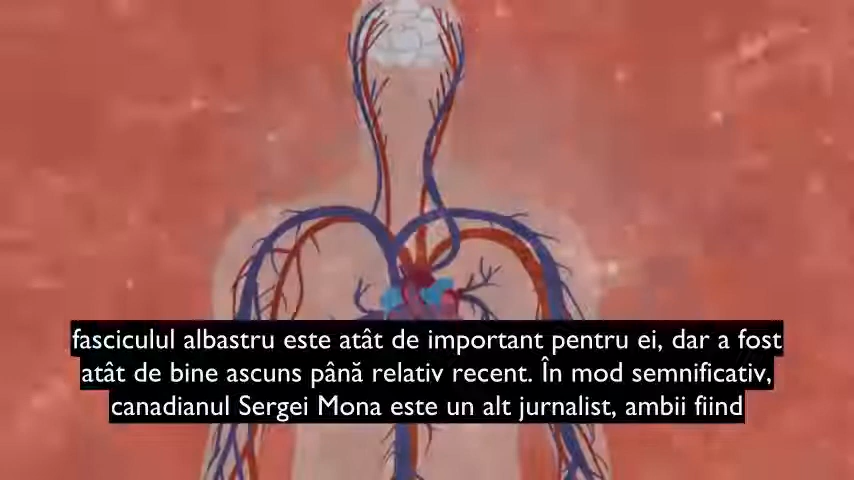 fasciculul albastru este atât de important pentru ei, dar a fost
atât de bine ascuns până relativ recent. În mod semnificativ,
canadianul Sergei Mona este un alt jurnalist, ambii fiind